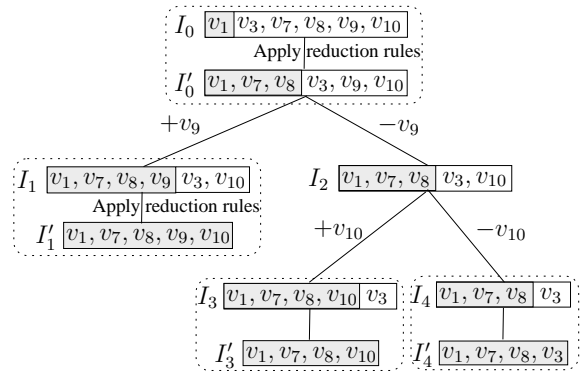 I₀ v₁ v₃, v₇, v₈, v₉, v₁₀
Apply reduction rules
I′₀ v₁, v₇, v₈ v₃, v₉, v₁₀
+v₉ −v₉
I₁ v₁, v₇, v₈, v₉ v₃, v₁₀ I₂ v₁, v₇, v₈ v₃, v₁₀
Apply reduction rules
I′₁ v₁, v₇, v₈, v₉, v₁₀
+v₁₀ −v₁₀
I₃ v₁, v₇, v₈, v₁₀ v₃ I₄ v₁, v₇, v₈ v₃
I′₃ v₁, v₇, v₈, v₁₀ I′₄ v₁, v₇, v₈, v₃